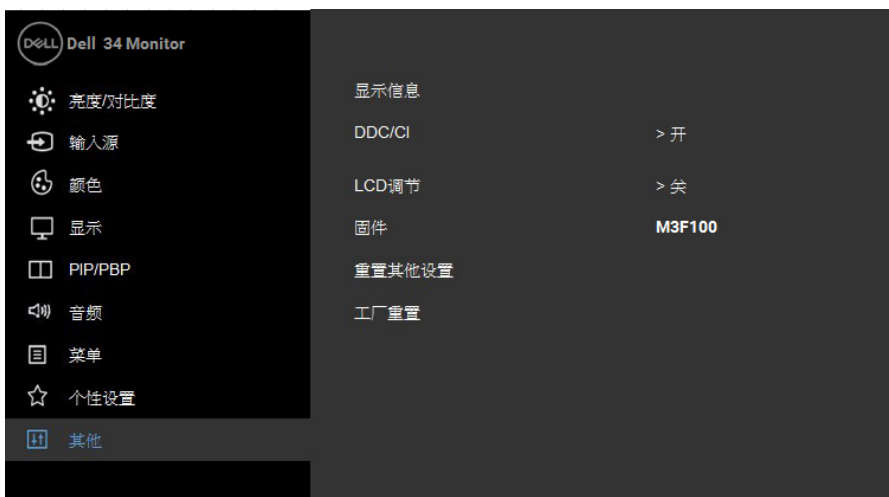 DELL Dell 34 Monitor
亮度/对比度
输入源
颜色
显示
PIP/PBP
音频
菜单
个性设置
其他
显示信息
DDC/CI > 开
LCD调节 > 关
固件 M3F100
重置其他设置
工厂重置